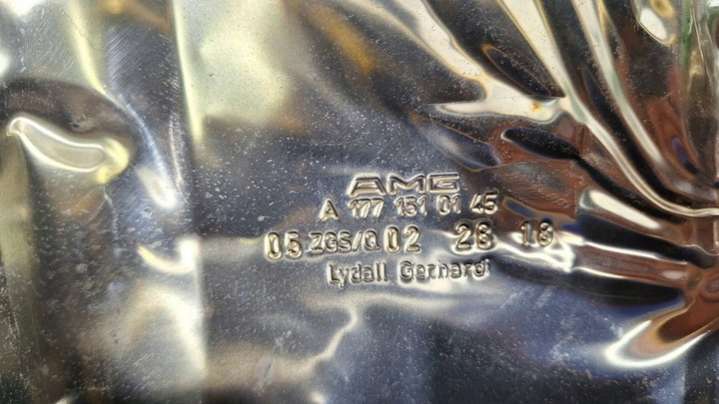 AMG
A 177 151 01 45
05 ZGS/Q 02 28 18
Lydall Gerhardi